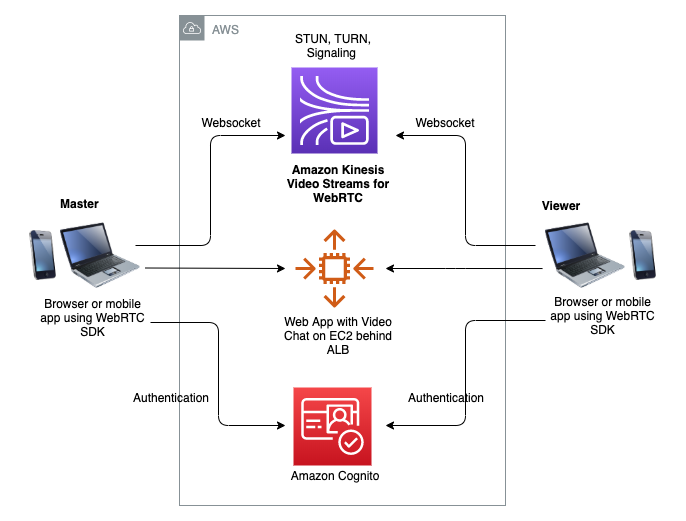 AWS
STUN, TURN,
Signaling
Websocket
Websocket
Amazon Kinesis
Video Streams for
WebRTC
Master
Viewer
Browser or mobile
app using WebRTC
SDK
Browser or mobile
app using WebRTC
SDK
Web App with Video
Chat on EC2 behind
ALB
Authentication
Authentication
Amazon Cognito